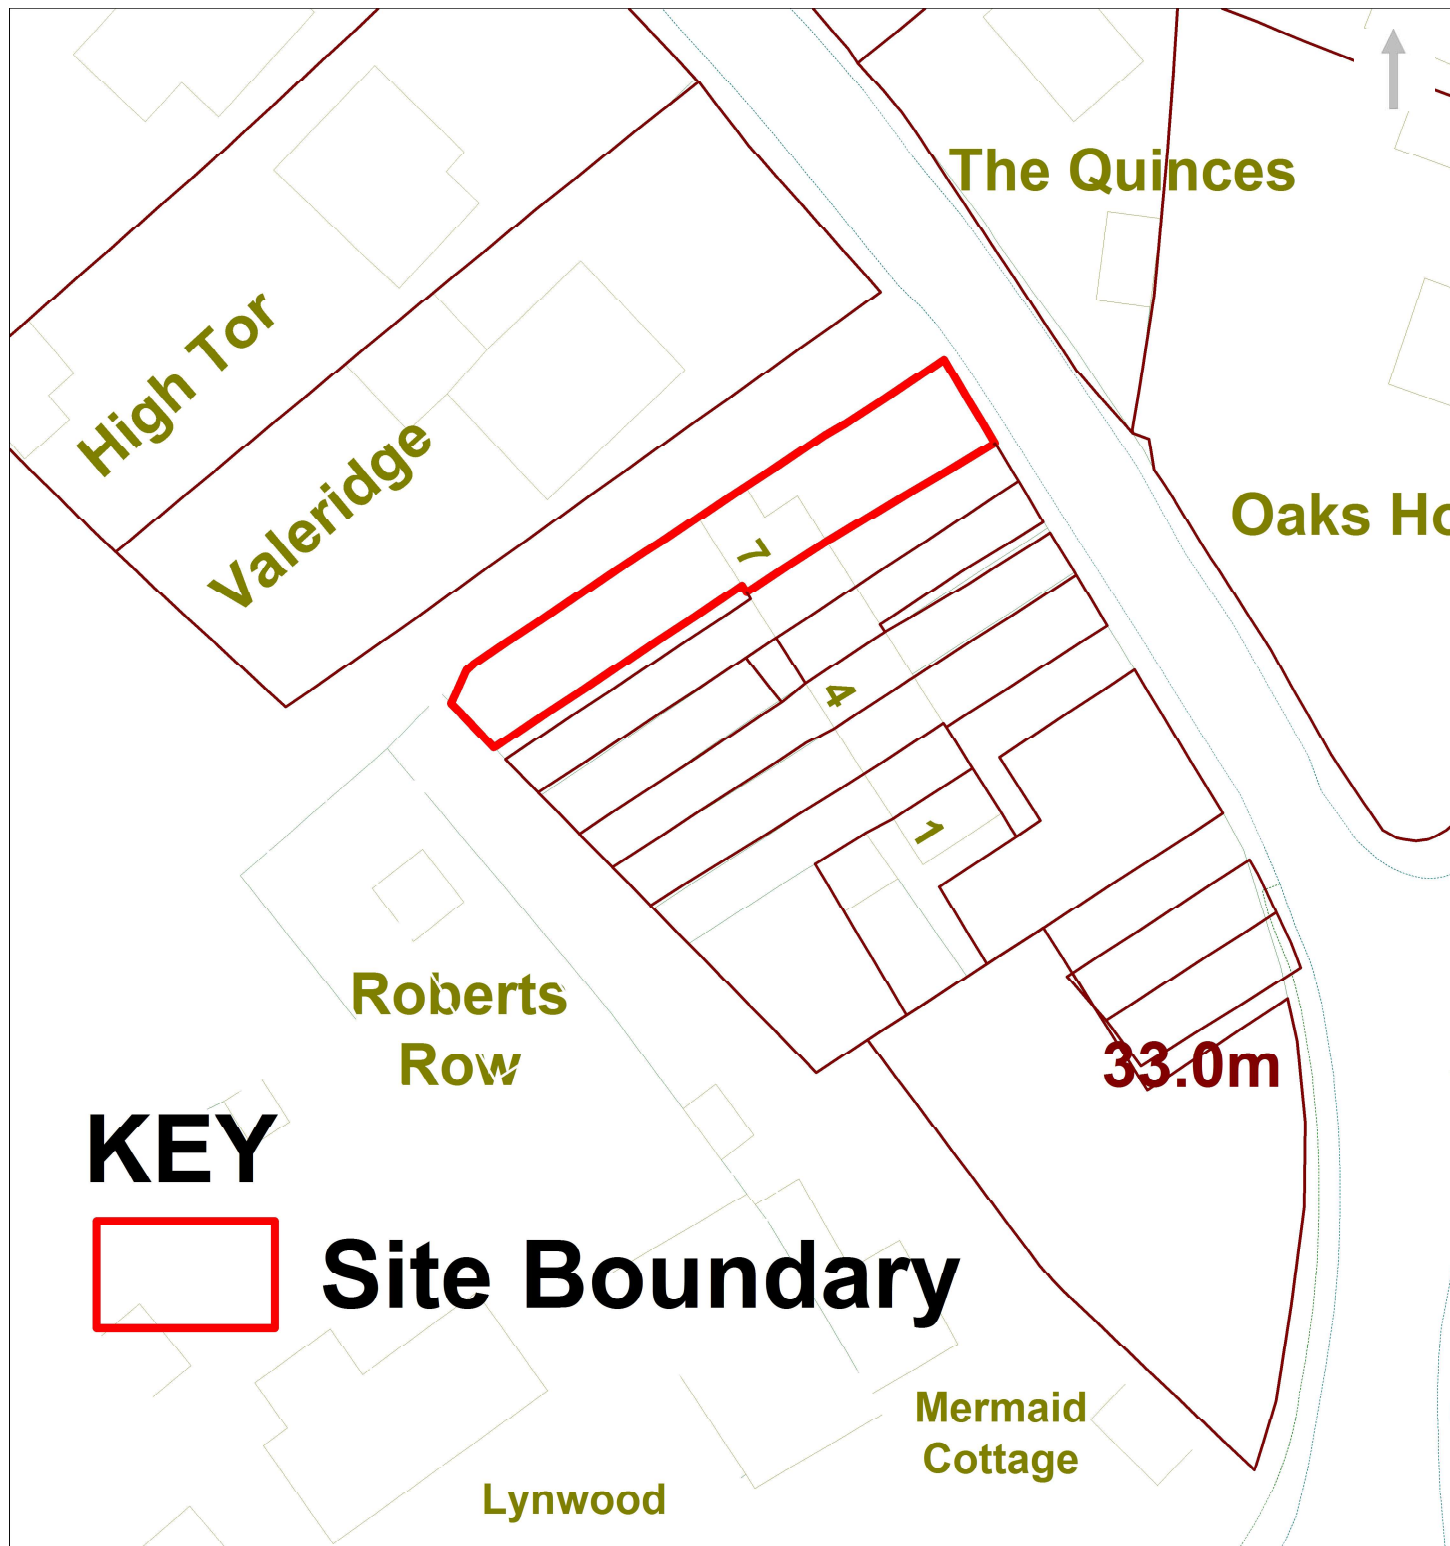 The Quinces
High Tor
Valeridge
Oaks Ho
7
4
1
Roberts
Row
33.0m
KEY
Site Boundary
Mermaid
Cottage
Lynwood